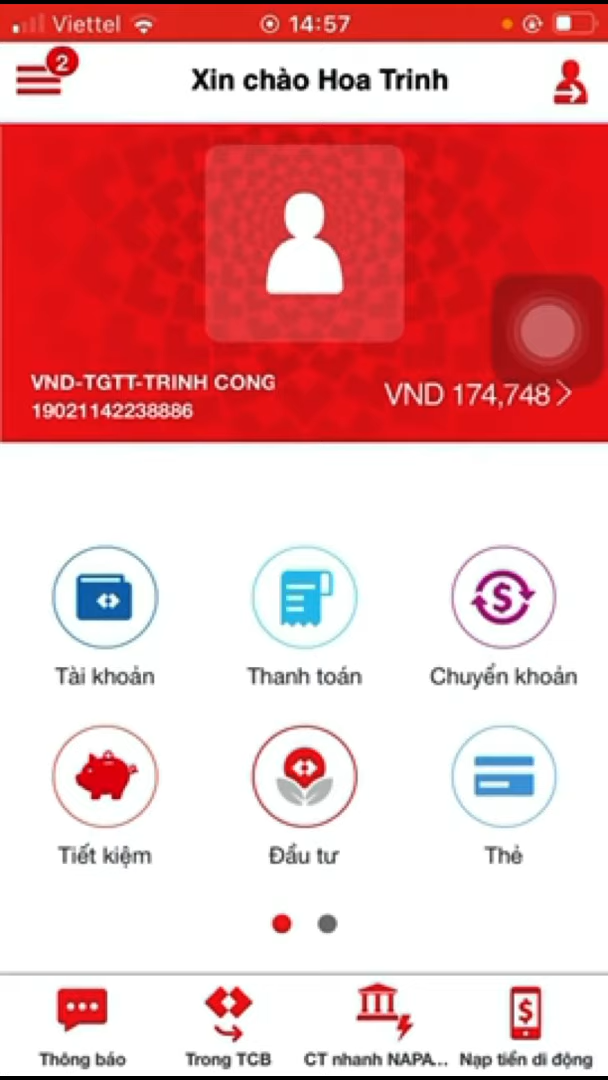 Viettel 14:57
2
Xin chào Hoa Trinh
VND-TGTT-TRINH CONG
19021142238886
VND 174,748
Tài khoản
Thanh toán
Chuyển khoản
Tiết kiệm
Đầu tư
Thẻ
Thông báo
Trong TCB
CT nhanh NAPA...
Nạp tiền di động